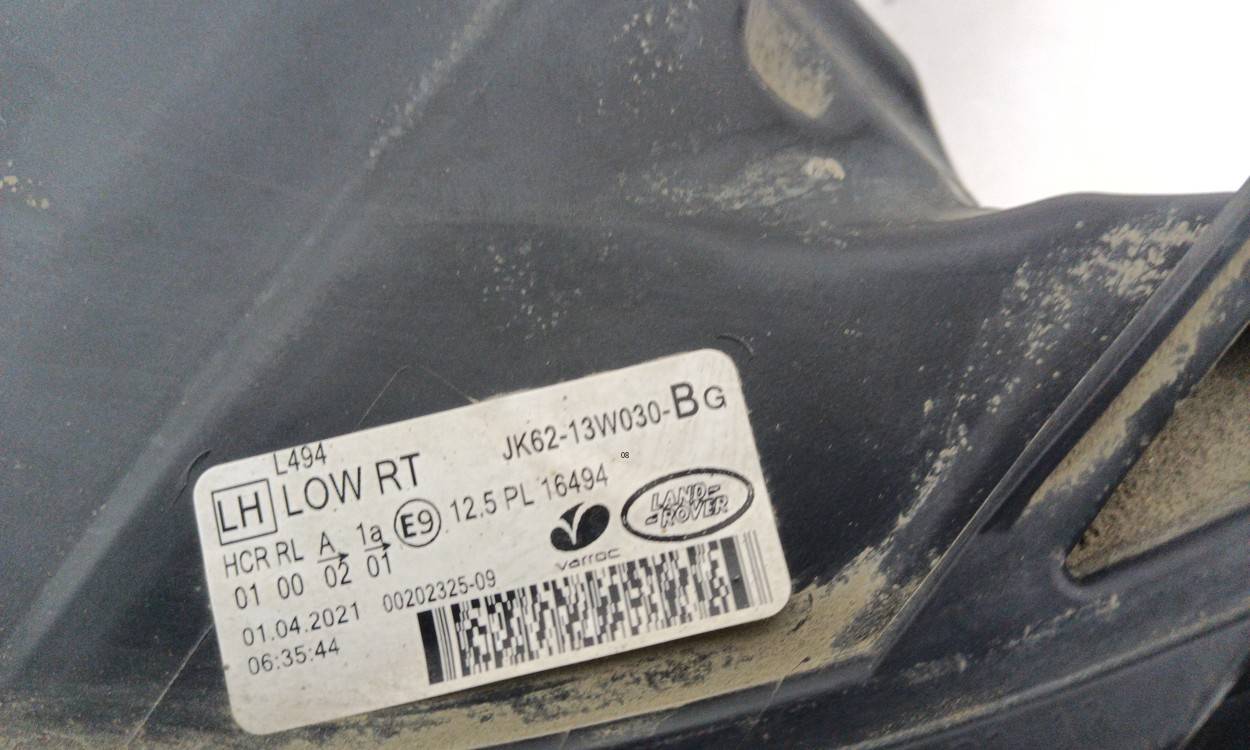 L494
LH LOW RT
JK62-13W030-BG
HCR RL A 1a E9 12,5 PL 16494
01 00 02 01
varroc
LAND-
-ROVER
01.04.2021 00202325-09
06:35:44
08